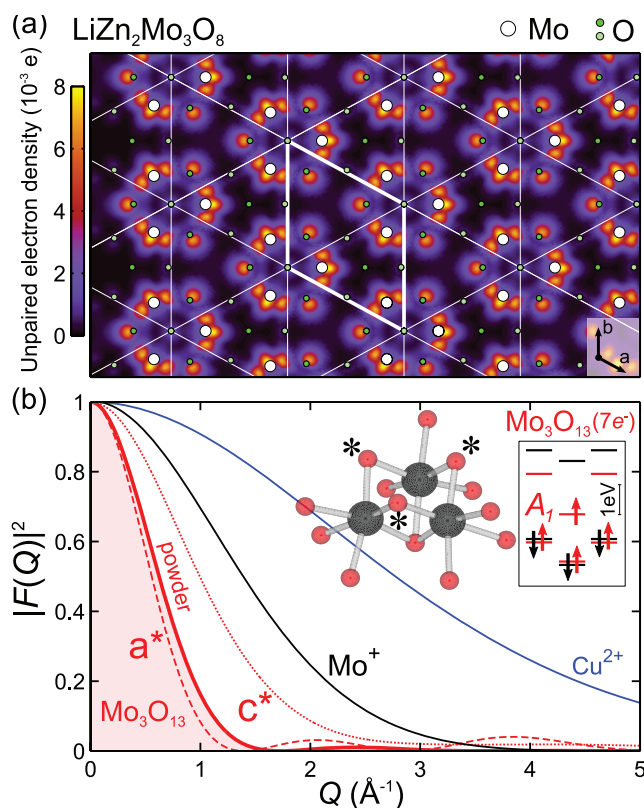 (a) LiZn₂Mo₃O₈ Mo O
Unpaired electron density (10⁻³ e)
8
6
4
2
0
b
a
(b)
|F(Q)|²
1
0.8
0.6
0.4
0.2
0
Mo₃O₁₃(7e⁻)
* *
*
A₁
1eV
powder
a*
c*
Mo₃O₁₃
Mo⁺
Cu²⁺
0 1 2 3 4 5
Q (Å⁻¹)